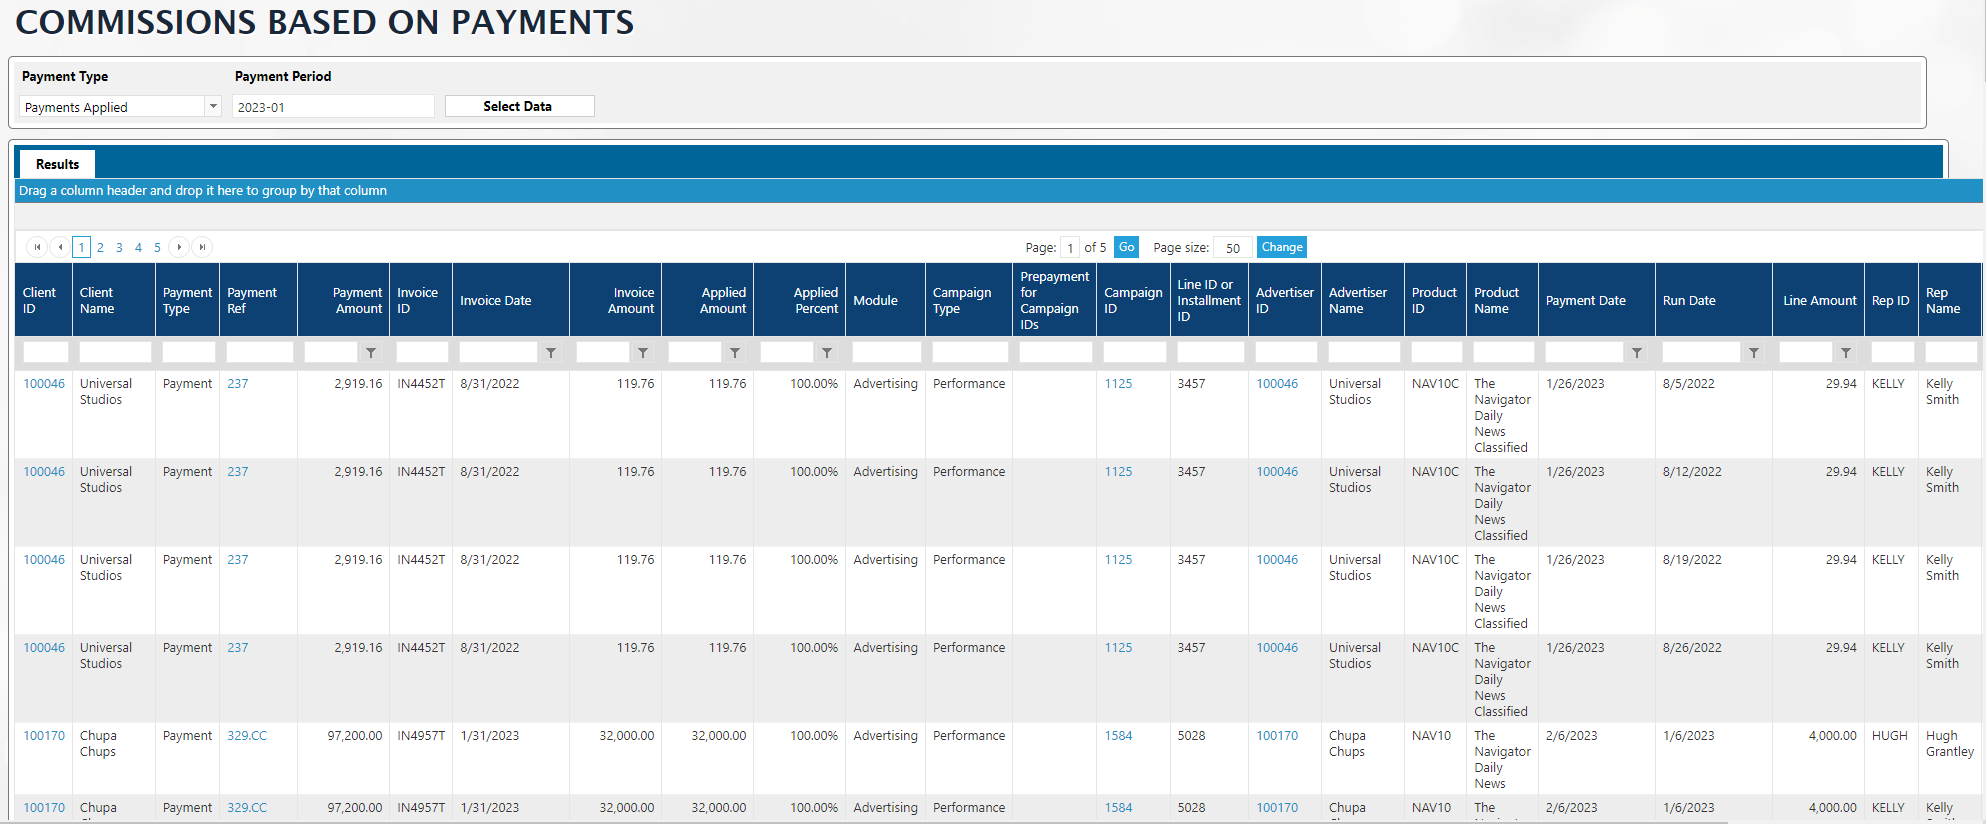 COMMISSIONS BASED ON PAYMENTS
Payment Type Payment Period
Payments Applied 2023-01 Select Data
Results
Drag a column header and drop it here to group by that column
1 2 3 4 5 Page: 1 of 5 Go Page size: 50 Change
Client ID Client Name Payment Type Payment Ref Payment Amount Invoice ID Invoice Date Invoice Amount Applied Amount Applied Percent Module Campaign Type Prepayment for Campaign IDs Campaign ID Line ID or Installment ID Advertiser ID Advertiser Name Product ID Product Name Payment Date Run Date Line Amount Rep ID Rep Name
100046 Universal Studios Payment 237 2,919.16 IN4452T 8/31/2022 119.76 119.76 100.00% Advertising Performance 1125 3457 100046 Universal Studios NAV10C The Navigator Daily News Classified 1/26/2023 8/5/2022 29.94 KELLY Kelly Smith
100046 Universal Studios Payment 237 2,919.16 IN4452T 8/31/2022 119.76 119.76 100.00% Advertising Performance 1125 3457 100046 Universal Studios NAV10C The Navigator Daily News Classified 1/26/2023 8/12/2022 29.94 KELLY Kelly Smith
100046 Universal Studios Payment 237 2,919.16 IN4452T 8/31/2022 119.76 119.76 100.00% Advertising Performance 1125 3457 100046 Universal Studios NAV10C The Navigator Daily News Classified 1/26/2023 8/19/2022 29.94 KELLY Kelly Smith
100046 Universal Studios Payment 237 2,919.16 IN4452T 8/31/2022 119.76 119.76 100.00% Advertising Performance 1125 3457 100046 Universal Studios NAV10C The Navigator Daily News Classified 1/26/2023 8/26/2022 29.94 KELLY Kelly Smith
100170 Chupa Chups Payment 329.CC 97,200.00 IN4957T 1/31/2023 32,000.00 32,000.00 100.00% Advertising Performance 1584 5028 100170 Chupa Chups NAV10 The Navigator Daily News 2/6/2023 1/6/2023 4,000.00 HUGH Hugh Grantley
100170 Chupa Payment 329.CC 97,200.00 IN4957T 1/31/2023 32,000.00 32,000.00 100.00% Advertising Performance 1584 5028 100170 Chupa NAV10 The 2/6/2023 1/6/2023 4,000.00 KELLY Kelly